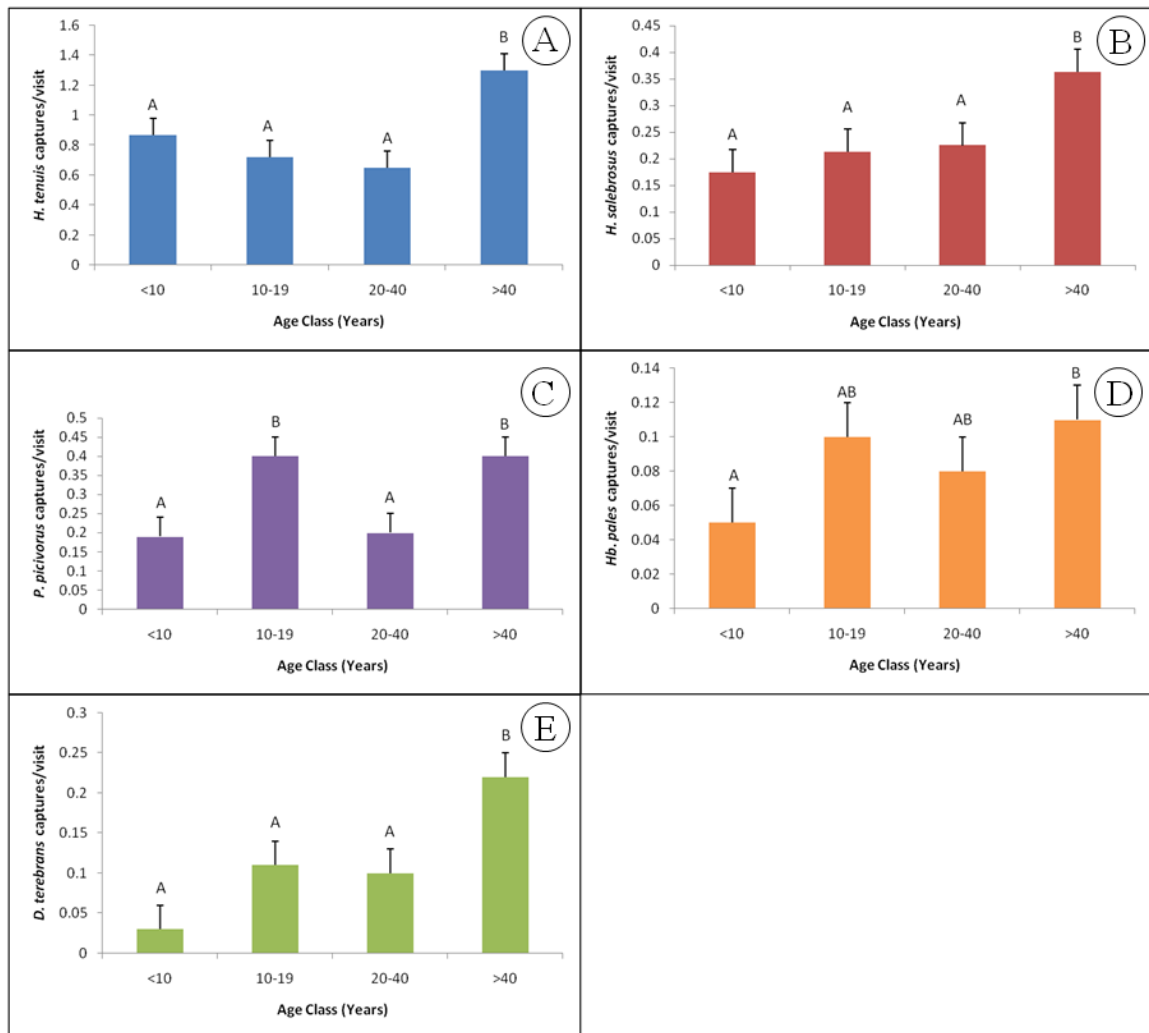 A
H. tenuis captures/visit
1.6
1.4
1.2
1
0.8
0.6
0.4
0.2
0
A
A
A
B
<10
10-19
20-40
>40
Age Class (Years)
B
H. salebrosus captures/visit
0.45
0.4
0.35
0.3
0.25
0.2
0.15
0.1
0.05
0
A
A
A
B
<10
10-19
20-40
>40
Age Class (Years)
C
P. picivorus captures/visit
0.5
0.45
0.4
0.35
0.3
0.25
0.2
0.15
0.1
0.05
0
A
B
A
B
<10
10-19
20-40
>40
Age Class (Years)
D
Hb. pales captures/visit
0.14
0.12
0.1
0.08
0.06
0.04
0.02
0
A
AB
AB
B
<10
10-19
20-40
>40
Age Class (Years)
E
D. terebrans captures/visit
0.3
0.25
0.2
0.15
0.1
0.05
0
A
A
A
B
<10
10-19
20-40
>40
Age Class (Years)